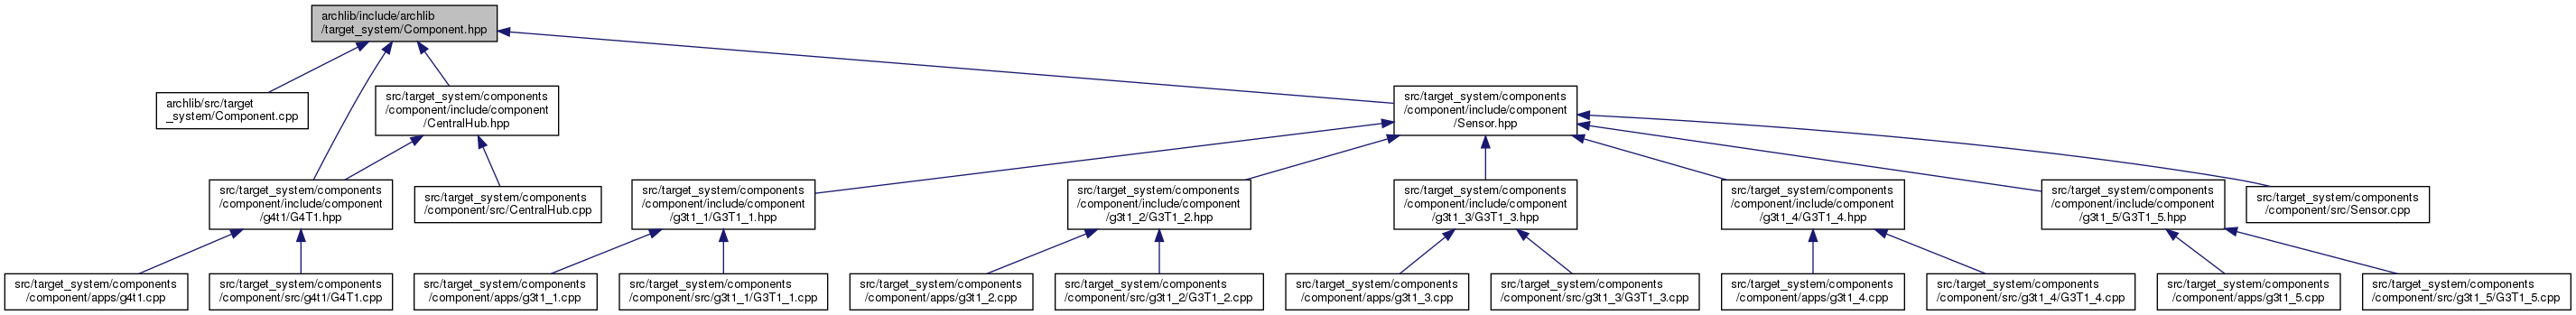 archlib/include/archlib
/target_system/Component.hpp
archlib/src/target
_system/Component.cpp
src/target_system/components
/component/include/component
/CentralHub.hpp
src/target_system/components
/component/include/component
/Sensor.hpp
src/target_system/components
/component/include/component
/g4t1/G4T1.hpp
src/target_system/components
/component/src/CentralHub.cpp
src/target_system/components
/component/include/component
/g3t1_1/G3T1_1.hpp
src/target_system/components
/component/include/component
/g3t1_2/G3T1_2.hpp
src/target_system/components
/component/include/component
/g3t1_3/G3T1_3.hpp
src/target_system/components
/component/include/component
/g3t1_4/G3T1_4.hpp
src/target_system/components
/component/include/component
/g3t1_5/G3T1_5.hpp
src/target_system/components
/component/src/Sensor.cpp
src/target_system/components
/component/apps/g4t1.cpp
src/target_system/components
/component/src/g4t1/G4T1.cpp
src/target_system/components
/component/apps/g3t1_1.cpp
src/target_system/components
/component/src/g3t1_1/G3T1_1.cpp
src/target_system/components
/component/apps/g3t1_2.cpp
src/target_system/components
/component/src/g3t1_2/G3T1_2.cpp
src/target_system/components
/component/apps/g3t1_3.cpp
src/target_system/components
/component/src/g3t1_3/G3T1_3.cpp
src/target_system/components
/component/apps/g3t1_4.cpp
src/target_system/components
/component/src/g3t1_4/G3T1_4.cpp
src/target_system/components
/component/apps/g3t1_5.cpp
src/target_system/components
/component/src/g3t1_5/G3T1_5.cpp